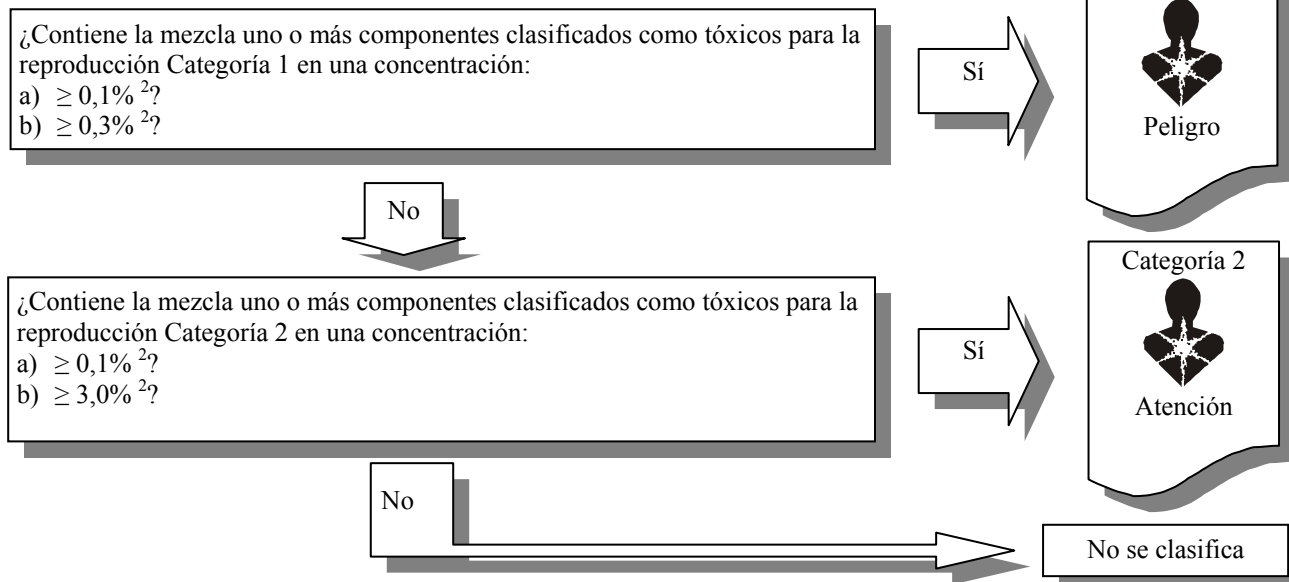 ¿Contiene la mezcla uno o más componentes clasificados como tóxicos para la
reproducción Categoría 1 en una concentración:
a) ≥ 0,1% ²?
b) ≥ 0,3% ²?
Sí
Peligro
No
¿Contiene la mezcla uno o más componentes clasificados como tóxicos para la
reproducción Categoría 2 en una concentración:
a) ≥ 0,1% ²?
b) ≥ 3,0% ²?
Sí
Categoría 2
Atención
No
No se clasifica